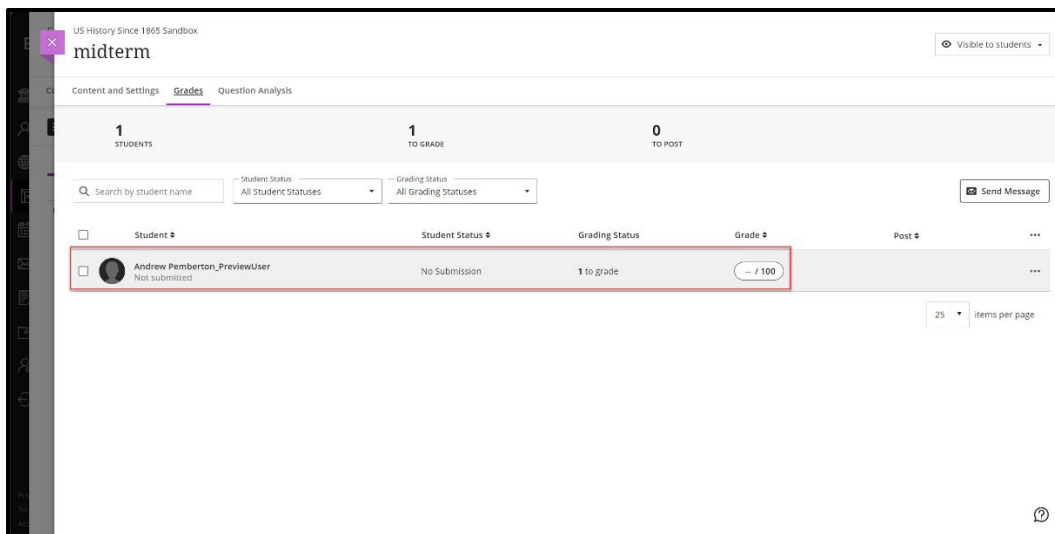 US History Since 1865 Sandbox
midterm
Visible to students
Content and Settings Grades Question Analysis
1 1 0
STUDENTS TO GRADE TO POST
Student Status Grading Status
Search by student name All Student Statuses All Grading Statuses Send Message
Student Student Status Grading Status Grade Post
Andrew Pemberton_PreviewUser
Not submitted
No Submission 1 to grade – / 100
25 items per page